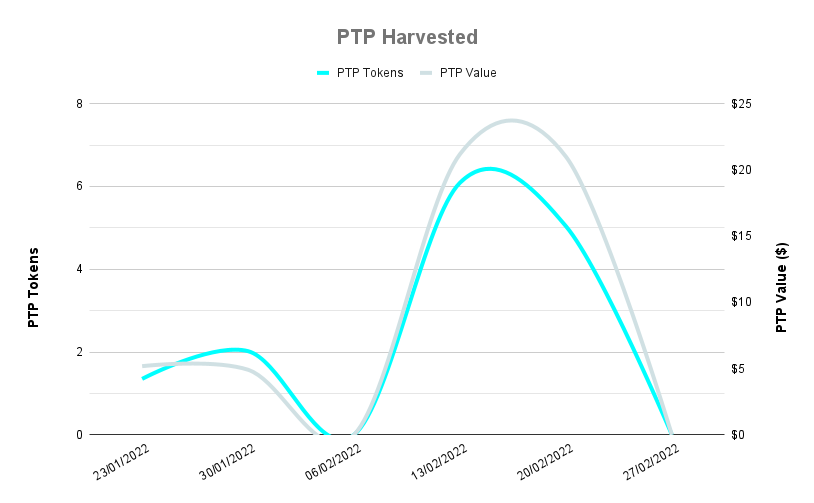 PTP Harvested
PTP Tokens PTP Value
8 $25
$20
6
$15
4
$10
2
$5
0 $0
PTP Tokens
PTP Value ($)
23/01/2022 30/01/2022 06/02/2022 13/02/2022 20/02/2022 27/02/2022